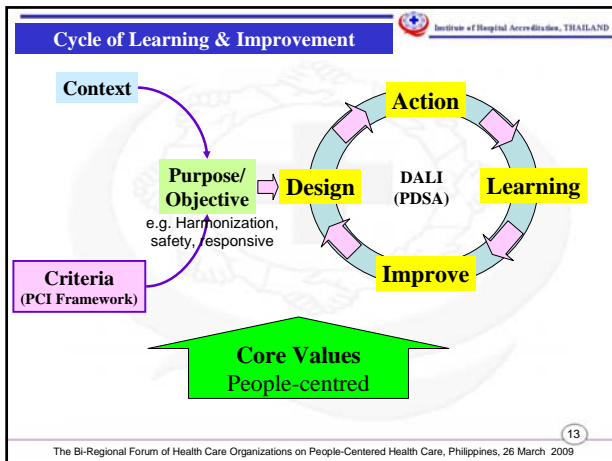 Cycle of Learning & Improvement
Institute of Hospital Accreditation, THAILAND
Context
Action
Purpose/
Objective
e.g. Harmonization,
safety, responsive
Design
DALI
(PDSA)
Learning
Criteria
(PCI Framework)
Improve
Core Values
People-centred
13
The Bi-Regional Forum of Health Care Organizations on People-Centered Health Care, Philippines, 26 March 2009